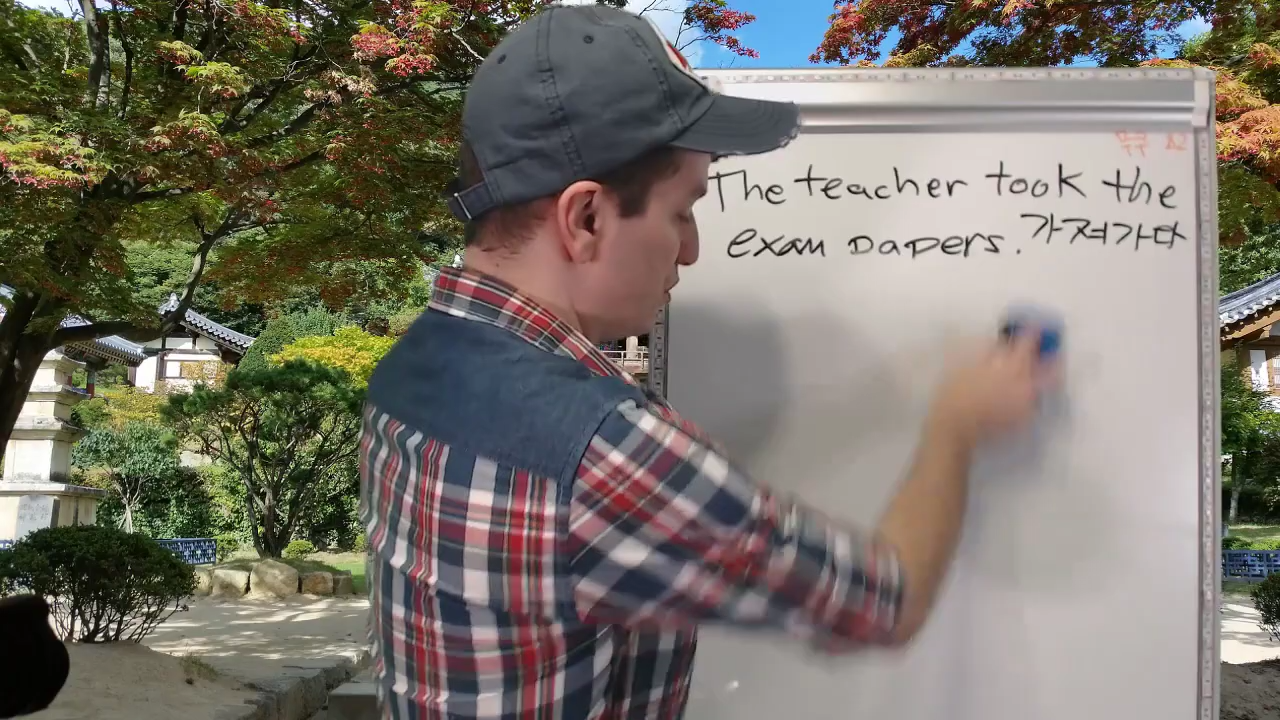 The teacher took the
exam papers. 가져가다